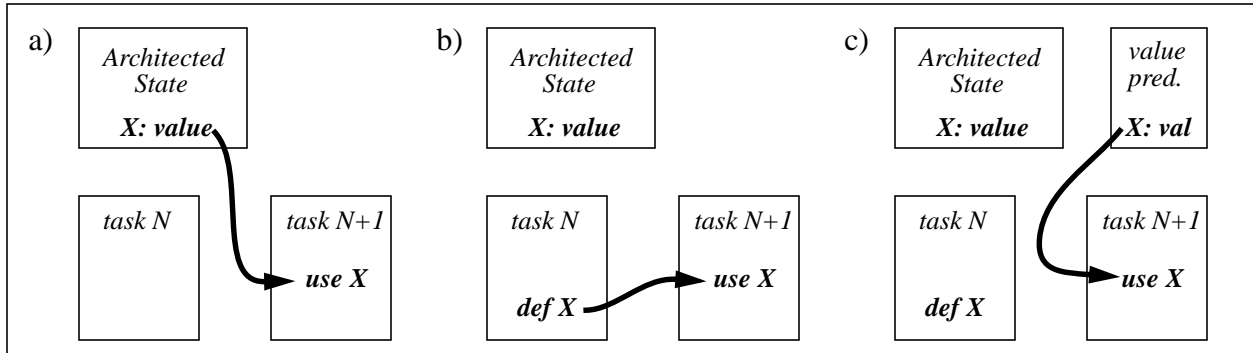 a)
Architected
State
X: value
task N
task N+1
use X
b)
Architected
State
X: value
task N
def X
task N+1
use X
c)
Architected
State
X: value
value
pred.
X: val
task N
def X
task N+1
use X